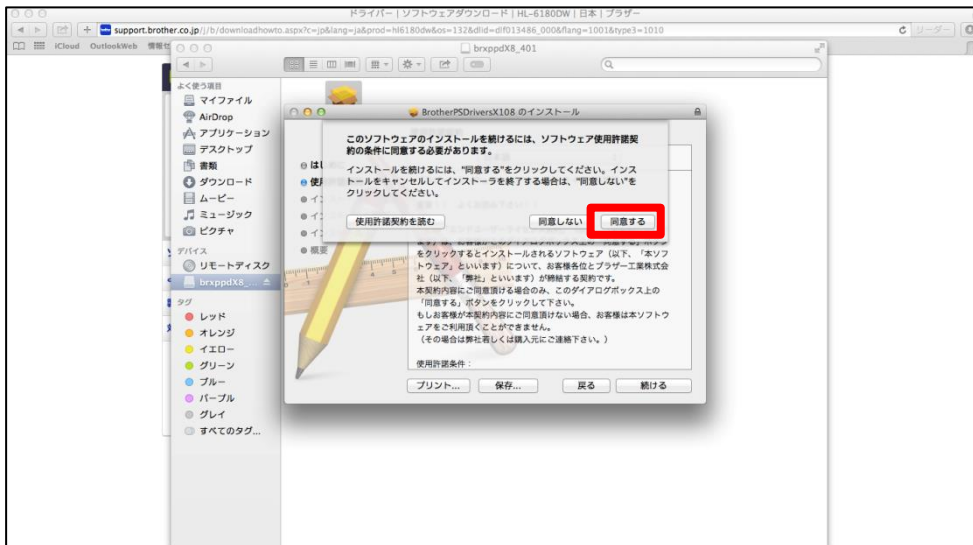 ドライバー | ソフトウェアダウンロード | HL-6180DW | 日本 | ブラザー
support.brother.co.jp/j/b/downloadhowto.aspx?c=jp&lang=ja&prod=hl6180dw&os=132&dlid=dlf013486_000&flang=1001&type3=1010
リーダー
iCloud OutlookWeb
brxppdX8_401
よく使う項目
マイファイル
AirDrop
アプリケーション
デスクトップ
書類
ダウンロード
ムービー
ミュージック
ピクチャ
デバイス
リモートディスク
brxppdX8_...
タグ
レッド
オレンジ
イエロー
グリーン
ブルー
パープル
グレイ
すべてのタグ...
BrotherPSDriversX108 のインストール
このソフトウェアのインストールを続けるには、ソフトウェア使用許諾契
約の条件に同意する必要があります。
インストールを続けるには、"同意する"をクリックしてください。インス
トールをキャンセルしてインストーラを終了する場合は、"同意しない"を
クリックしてください。
使用許諾契約を読む 同意しない 同意する
概要
をクリックするとインストールされるソフトウェア（以下、「本ソフ
トウェア」といいます）について、お客様各位とブラザー工業株式会
社（以下、「弊社」といいます）が締結する契約です。
本契約内容にご同意頂ける場合のみ、このダイアログボックス上の
「同意する」ボタンをクリックして下さい。
もしお客様が本契約内容にご同意頂けない場合、お客様は本ソフトウ
ェアをご利用頂くことができません。
（その場合は弊社若しくは購入元にご連絡下さい。）
使用許諾条件：
プリント... 保存... 戻る 続ける